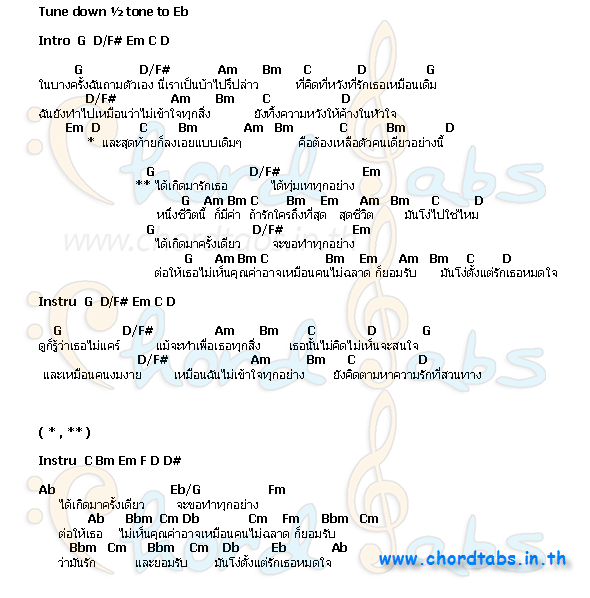 Tune down ½ tone to Eb
Intro G D/F# Em C D
G D/F# Am Bm C D G
ในบางครั้งฉันถามตัวเอง นี่เราเป็นบ้าไปรึปล่าว ที่คิดที่หวังที่รักเธอเหมือนเดิม
D/F# Am Bm C D
ฉันยังทำไปเหมือนว่าไม่เข้าใจทุกสิ่ง ยังทิ้งความหวังให้ค้างในหัวใจ
Em D C Bm Am Bm C Bm D
* และสุดท้ายก็ลงเอยแบบเดิมๆ คือต้องเหลือตัวคนเดียวอย่างนี้
G D/F# Em
** ได้เกิดมารักเธอ ได้ทุ่มเททุกอย่าง
G Am Bm C Bm Em Am Bm C D
หนึ่งชีวิตนี้ ก็มีค่า ถ้ารักใครถึงที่สุด สุดชีวิต มันโง่ไปใช่ไหม
G D/F# Em
ได้เกิดมาครั้งเดียว จะขอทำทุกอย่าง
G Am Bm C Bm Em Am Bm C D
ต่อให้เธอไม่เห็นคุณค่าอาจเหมือนคนไม่ฉลาด ก็ยอมรับ มันโง่ตั้งแต่รักเธอหมดใจ
www.chordtabs.in.th
Instru G D/F# Em C D
G D/F# Am Bm C D G
ดูก็รู้ว่าเธอไม่แคร์ แม้จะทำเพื่อเธอทุกสิ่ง เธอนั้นไม่คิดไม่เห็นจะสนใจ
D/F# Am Bm C D
และเหมือนคนงมงาย เหมือนฉันไม่เข้าใจทุกอย่าง ยังคิดตามหาความรักที่สวนทาง
( * , ** )
Instru C Bm Em F D D#
Ab Eb/G Fm
ได้เกิดมาครั้งเดียว จะขอทำทุกอย่าง
Ab Bbm Cm Db Cm Fm Bbm Cm
ต่อให้เธอ ไม่เห็นคุณค่าอาจเหมือนคนไม่ฉลาด ก็ยอมรับ
Bbm Cm Bbm Cm Db Eb Ab
ว่ามันรัก และยอมรับ มันโง่ตั้งแต่รักเธอหมดใจ
www.chordtabs.in.th